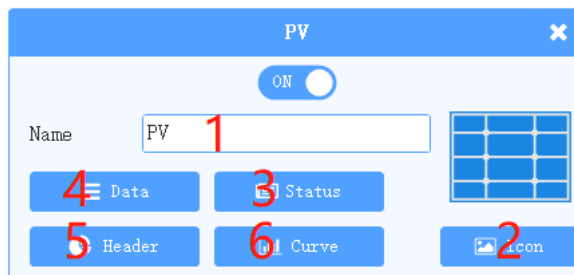 PV
ON
Name PV 1
4 Data 3 Status
5 Header 6 Curve 2 Icon